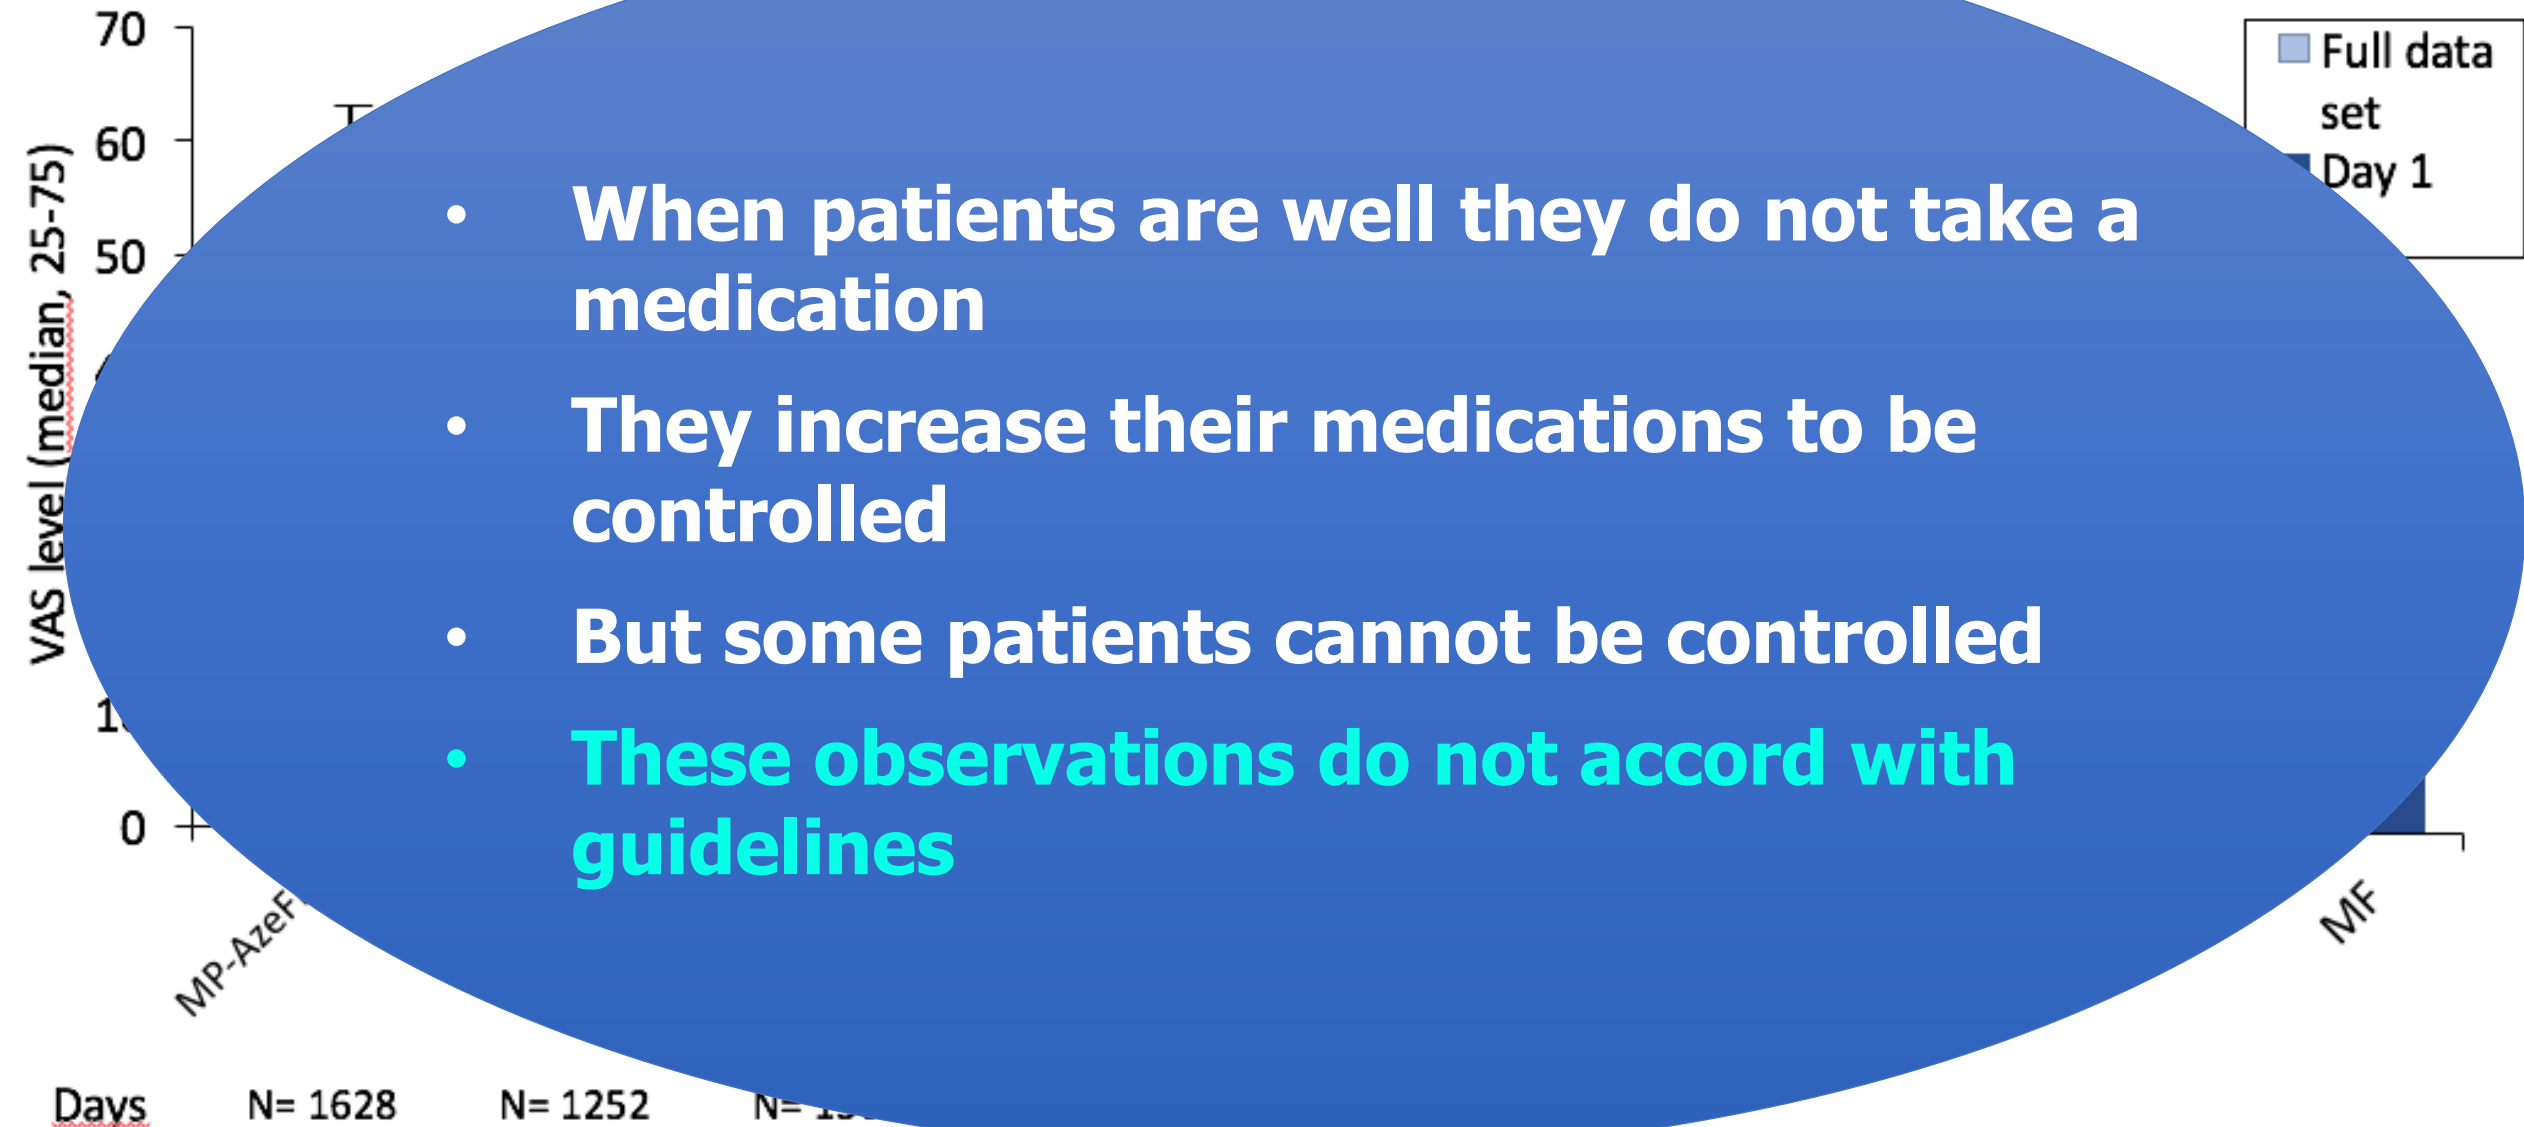 70
60
50
0
VAS level (median, 25-75)
Full data
set
Day 1
• When patients are well they do not take a
medication
• They increase their medications to be
controlled
• But some patients cannot be controlled
• These observations do not accord with
guidelines
MF
Days N= 1628 N= 1252 N=